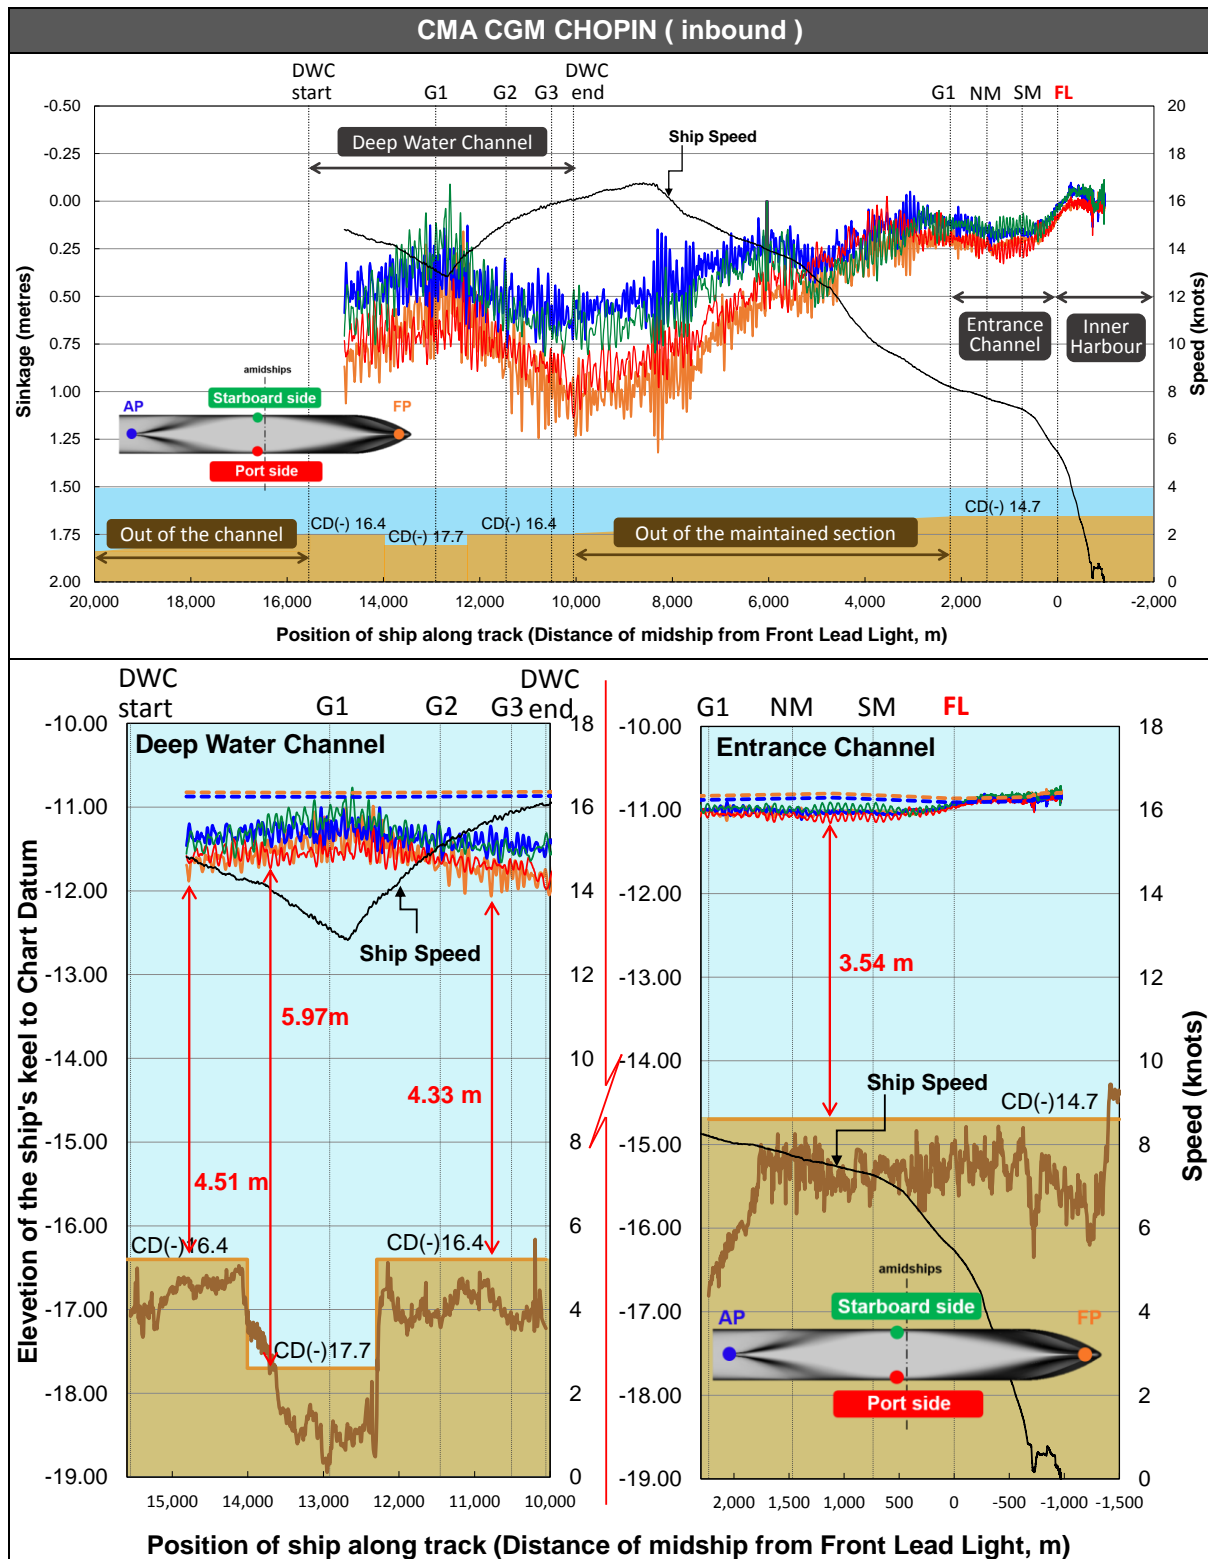 CMA CGM CHOPIN ( inbound )
DWC start
G1
G2
G3
DWC end
G1
NM
SM
FL
-0.50
-0.25
0.00
0.25
0.50
0.75
1.00
1.25
1.50
1.75
2.00
Sinkage (metres)
20
18
16
14
12
10
8
6
4
2
0
Speed (knots)
Deep Water Channel
Ship Speed
Entrance Channel
Inner Harbour
amidships
AP
Starboard side
FP
Port side
CD(-) 16.4
CD(-) 17.7
CD(-) 16.4
CD(-) 14.7
Out of the channel
Out of the maintained section
20,000
18,000
16,000
14,000
12,000
10,000
8,000
6,000
4,000
2,000
0
-2,000
Position of ship along track (Distance of midship from Front Lead Light, m)
DWC start
G1
G2
G3
DWC end
Elevetion of the ship's keel to Chart Datum
-10.00
-11.00
-12.00
-13.00
-14.00
-15.00
-16.00
-17.00
-18.00
-19.00
Deep Water Channel
Ship Speed
5.97m
4.33 m
4.51 m
CD(-)16.4
CD(-)16.4
CD(-)17.7
18
16
14
12
10
8
6
4
2
0
15,000
14,000
13,000
12,000
11,000
10,000
G1
NM
SM
FL
-10.00
-11.00
-12.00
-13.00
-14.00
-15.00
-16.00
-17.00
-18.00
-19.00
Entrance Channel
3.54 m
Ship Speed
CD(-)14.7
amidships
AP
Starboard side
FP
Port side
18
16
14
12
10
8
6
4
2
0
Speed (knots)
2,000
1,500
1,000
500
0
-500
-1,000
-1,500
Position of ship along track (Distance of midship from Front Lead Light, m)